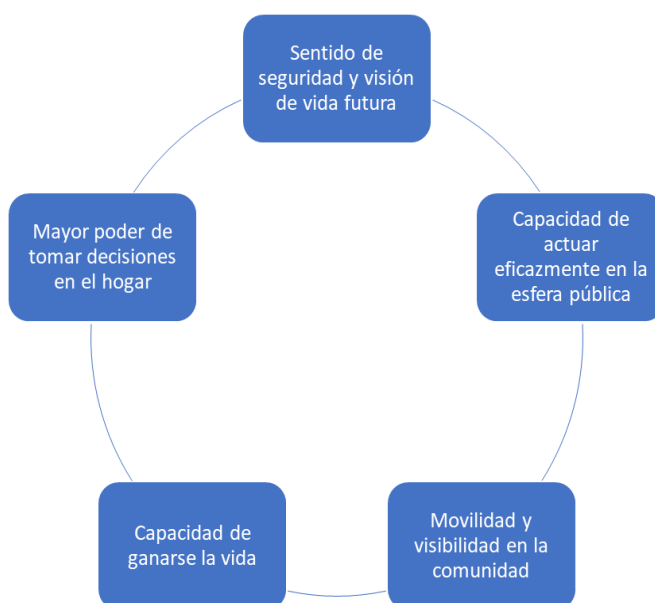 Sentido de
seguridad y visión
de vida futura
Capacidad de
actuar
eficazmente en la
esfera pública
Movilidad y
visibilidad en la
comunidad
Capacidad de
ganarse la vida
Mayor poder de
tomar decisiones
en el hogar